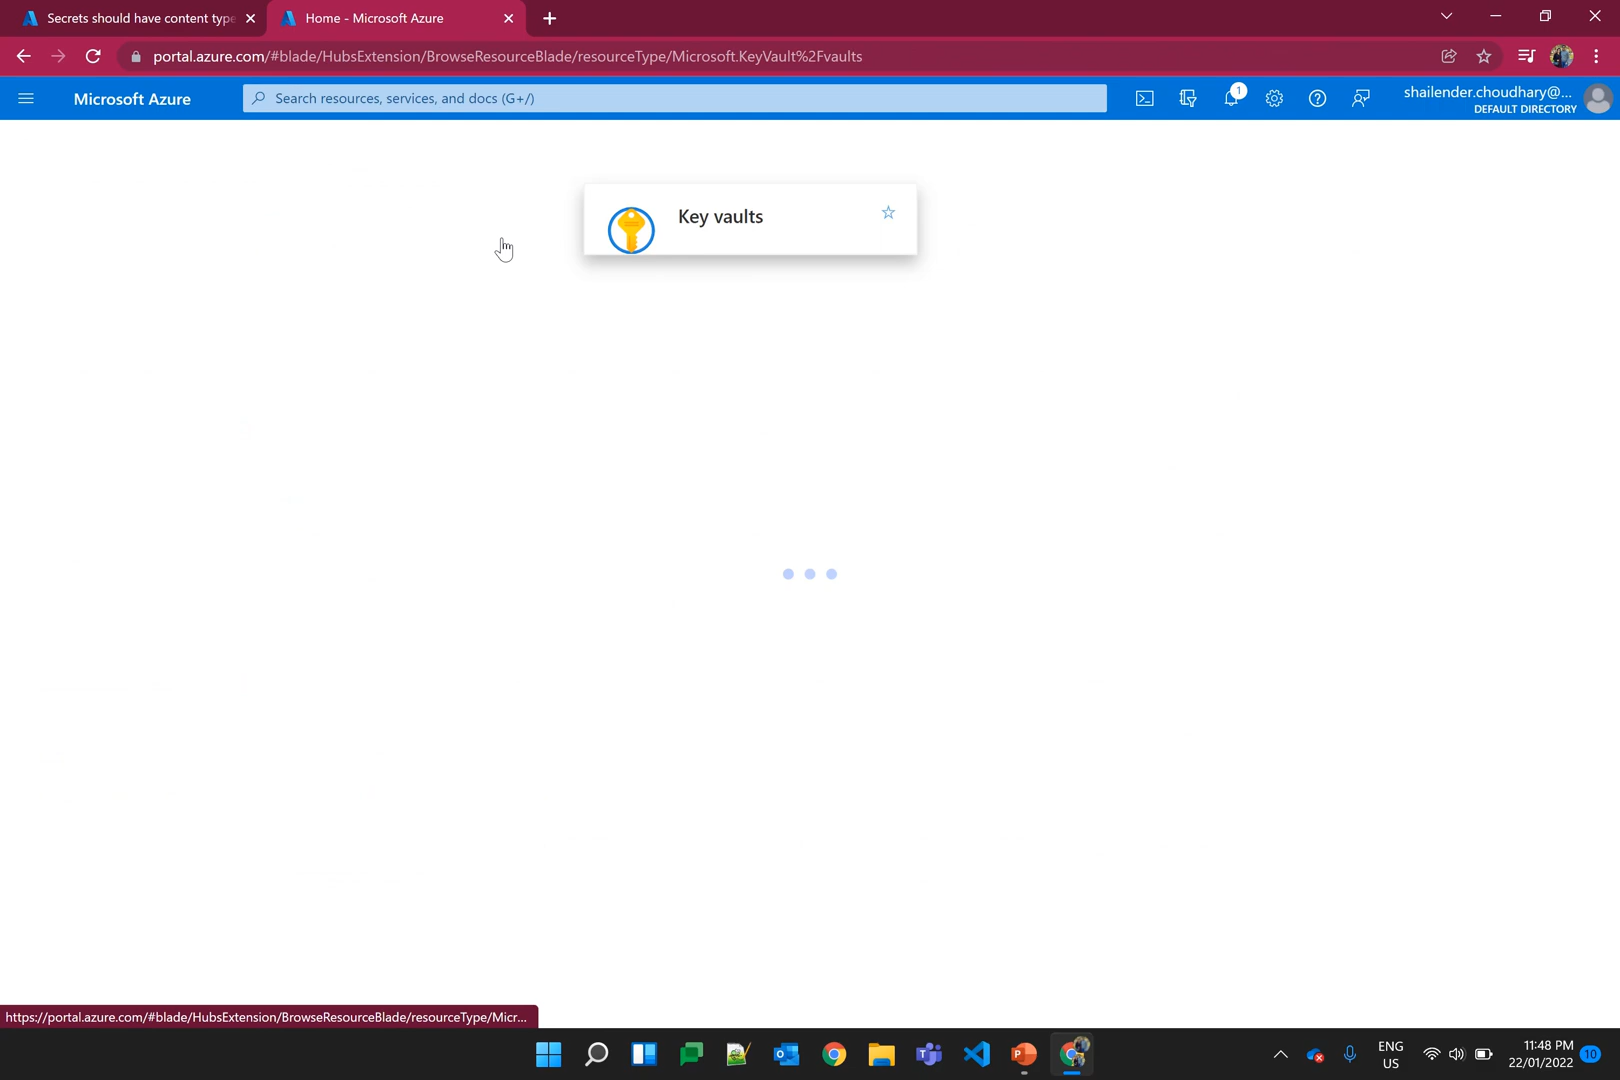 Secrets should have content type
Home - Microsoft Azure
portal.azure.com/#blade/HubsExtension/BrowseResourceBlade/resourceType/Microsoft.KeyVault%2Fvaults
Microsoft Azure
Search resources, services, and docs (G+/)
1
shailender.choudhary@...
DEFAULT DIRECTORY
Key vaults
https://portal.azure.com/#blade/HubsExtension/BrowseResourceBlade/resourceType/Micr...
ENG
US
11:48 PM
22/01/2022
10